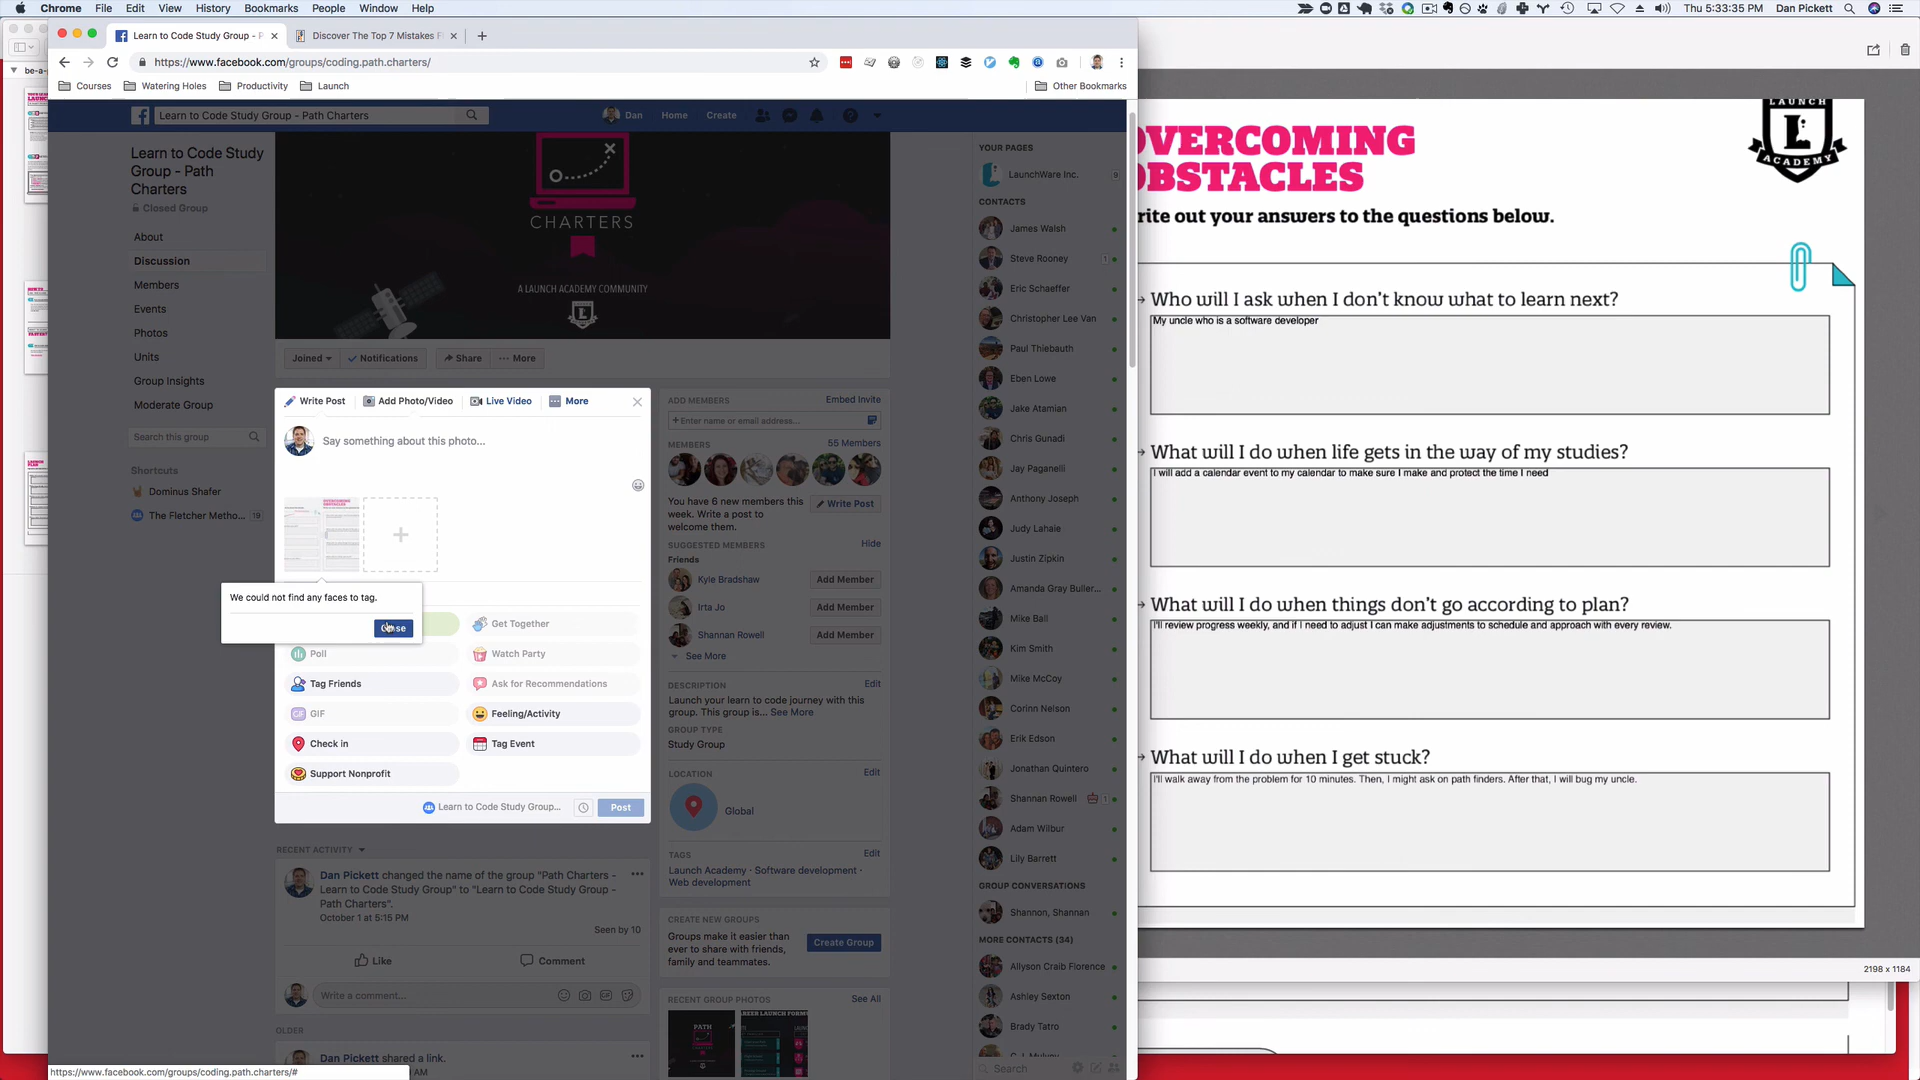 Chrome File Edit View History Bookmarks People Window Help
Thu 5:33:35 PM Dan Pickett
Learn to Code Study Group - P
Discover The Top 7 Mistakes F
https://www.facebook.com/groups/coding.path.charters/
Courses Watering Holes Productivity Launch Other Bookmarks
be-a-p
Learn to Code Study Group - Path Charters
Dan Home Create
Learn to Code Study
Group - Path
Charters
Closed Group
About
Discussion
Members
Events
Photos
Units
Group Insights
Moderate Group
Search this group
Shortcuts
Dominus Shafer
The Fletcher Metho... 19
CHARTERS
A LAUNCH ACADEMY COMMUNITY
Joined Notifications Share More
Write Post Add Photo/Video Live Video More
Say something about this photo...
We could not find any faces to tag.
Get Together
Poll
Watch Party
Tag Friends
Ask for Recommendations
GIF
Feeling/Activity
Check in
Tag Event
Support Nonprofit
Learn to Code Study Group... Post
RECENT ACTIVITY
Dan Pickett changed the name of the group "Path Charters -
Learn to Code Study Group" to "Learn to Code Study Group -
Path Charters".
October 1 at 5:15 PM
Seen by 10
Like Comment
Write a comment...
OLDER
Dan Pickett shared a link.
ADD MEMBERS Embed Invite
Enter name or email address...
MEMBERS 55 Members
You have 6 new members this
week. Write a post to
welcome them.
Write Post
SUGGESTED MEMBERS Hide
Friends
Kyle Bradshaw Add Member
Irta Jo Add Member
Shannan Rowell Add Member
See More
DESCRIPTION Edit
Launch your learn to code journey with this
group. This group is... See More
GROUP TYPE
Study Group
LOCATION Edit
Global
TAGS Edit
Launch Academy · Software development ·
Web development
CREATE NEW GROUPS
Groups make it easier than
ever to share with friends,
family and teammates.
Create Group
RECENT GROUP PHOTOS See All
PATH
YOUR PAGES
LaunchWare Inc. 9
CONTACTS
James Walsh
Steve Rooney 1
Eric Schaeffer
Christopher Lee Van
Paul Thiebauth
Eben Lowe
Jake Atamian
Chris Gunadi
Jay Paganelli
Anthony Joseph
Judy Lahaie
Justin Zipkin
Amanda Gray Buller...
Mike Ball
Kim Smith
Mike McCoy
Corinn Nelson
Erik Edson
Jonathan Quintero
Shannan Rowell 1
Adam Wilbur
Lily Barrett
GROUP CONVERSATIONS
Shannon, Shannan
MORE CONTACTS (34)
Allyson Craib Florence
Ashley Sexton
Brady Tatro
Search
https://www.facebook.com/groups/coding.path.charters/#
LAUNCH
L
ACADEMY
VERCOMING
OBSTACLES
rite out your answers to the questions below.
Who will I ask when I don't know what to learn next?
My uncle who is a software developer
What will I do when life gets in the way of my studies?
I will add a calendar event to my calendar to make sure I make and protect the time I need
What will I do when things don't go according to plan?
I'll review progress weekly, and if I need to adjust I can make adjustments to schedule and approach with every review.
What will I do when I get stuck?
I'll walk away from the problem for 10 minutes. Then, I might ask on path finders. After that, I will bug my uncle.
2198 x 1184